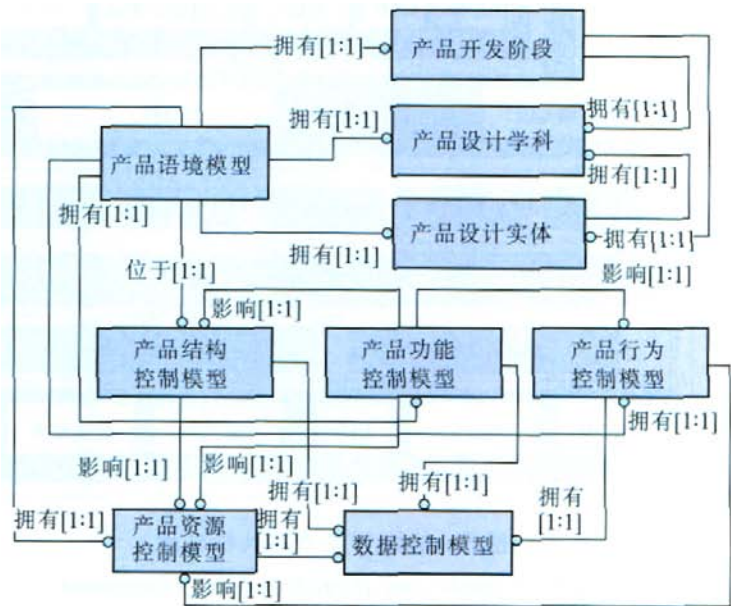 拥有[1:1]
产品开发阶段
拥有[1:1]
拥有[1:1]
产品语境模型
产品设计学科
拥有[1:1]
拥有[1:1]
产品设计实体
拥有[1:1]
拥有[1:1]
位于[1:1]
影响[1:1]
影响[1:1]
产品结构
控制模型
产品功能
控制模型
产品行为
控制模型
拥有[1:1]
影响[1:1]
影响[1:1]
拥有[1:1]
拥有[1:1]
拥有
[1:1]
拥有[1:1]
产品资源
控制模型
拥有
[1:1]
数据控制模型
影响[1:1]